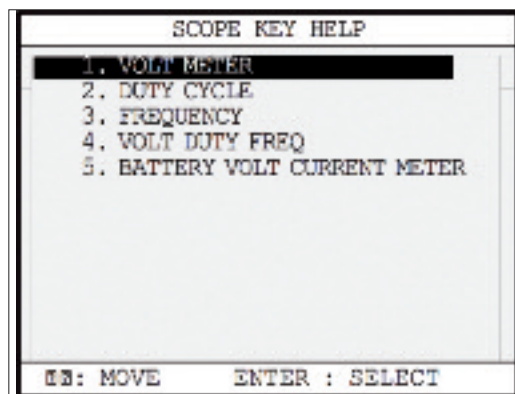 SCOPE KEY HELP
1. VOLT METER
2. DUTY CYCLE
3. FREQUENCY
4. VOLT DUTY FREQ
5. BATTERY VOLT CURRENT METER
: MOVE ENTER : SELECT